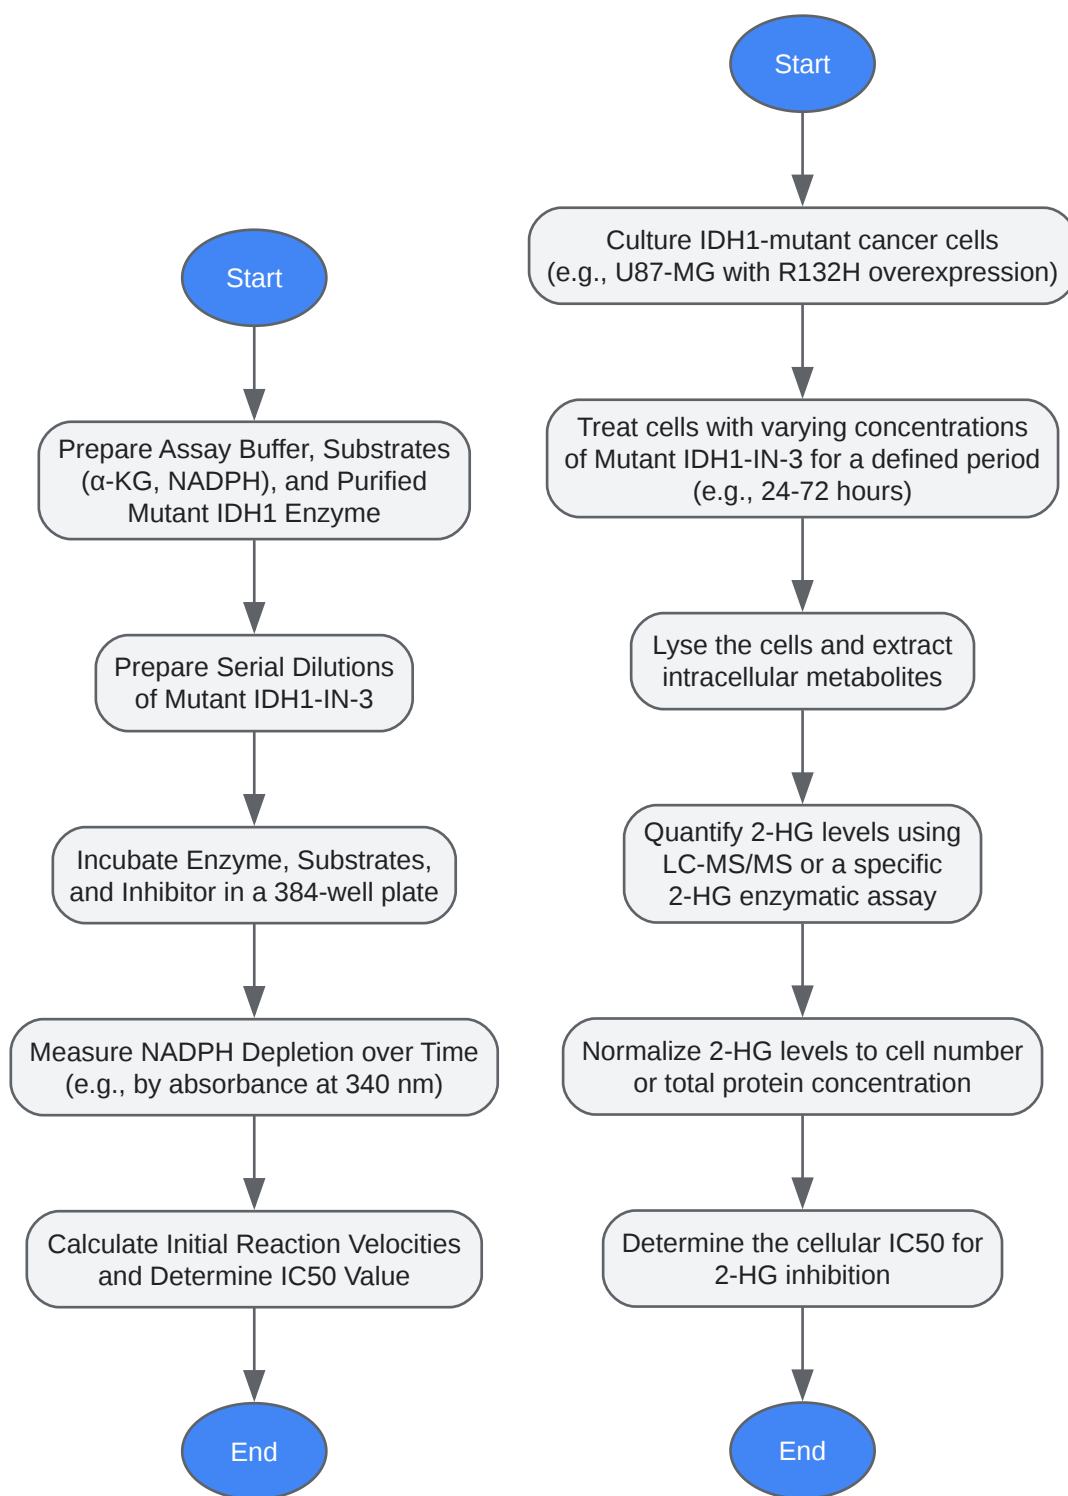 Start
Prepare Assay Buffer, Substrates
(α-KG, NADPH), and Purified
Mutant IDH1 Enzyme
Prepare Serial Dilutions
of Mutant IDH1-IN-3
Incubate Enzyme, Substrates,
and Inhibitor in a 384-well plate
Measure NADPH Depletion over Time
(e.g., by absorbance at 340 nm)
Calculate Initial Reaction Velocities
and Determine IC50 Value
End
Start
Culture IDH1-mutant cancer cells
(e.g., U87-MG with R132H overexpression)
Treat cells with varying concentrations
of Mutant IDH1-IN-3 for a defined period
(e.g., 24-72 hours)
Lyse the cells and extract
intracellular metabolites
Quantify 2-HG levels using
LC-MS/MS or a specific
2-HG enzymatic assay
Normalize 2-HG levels to cell number
or total protein concentration
Determine the cellular IC50 for
2-HG inhibition
End